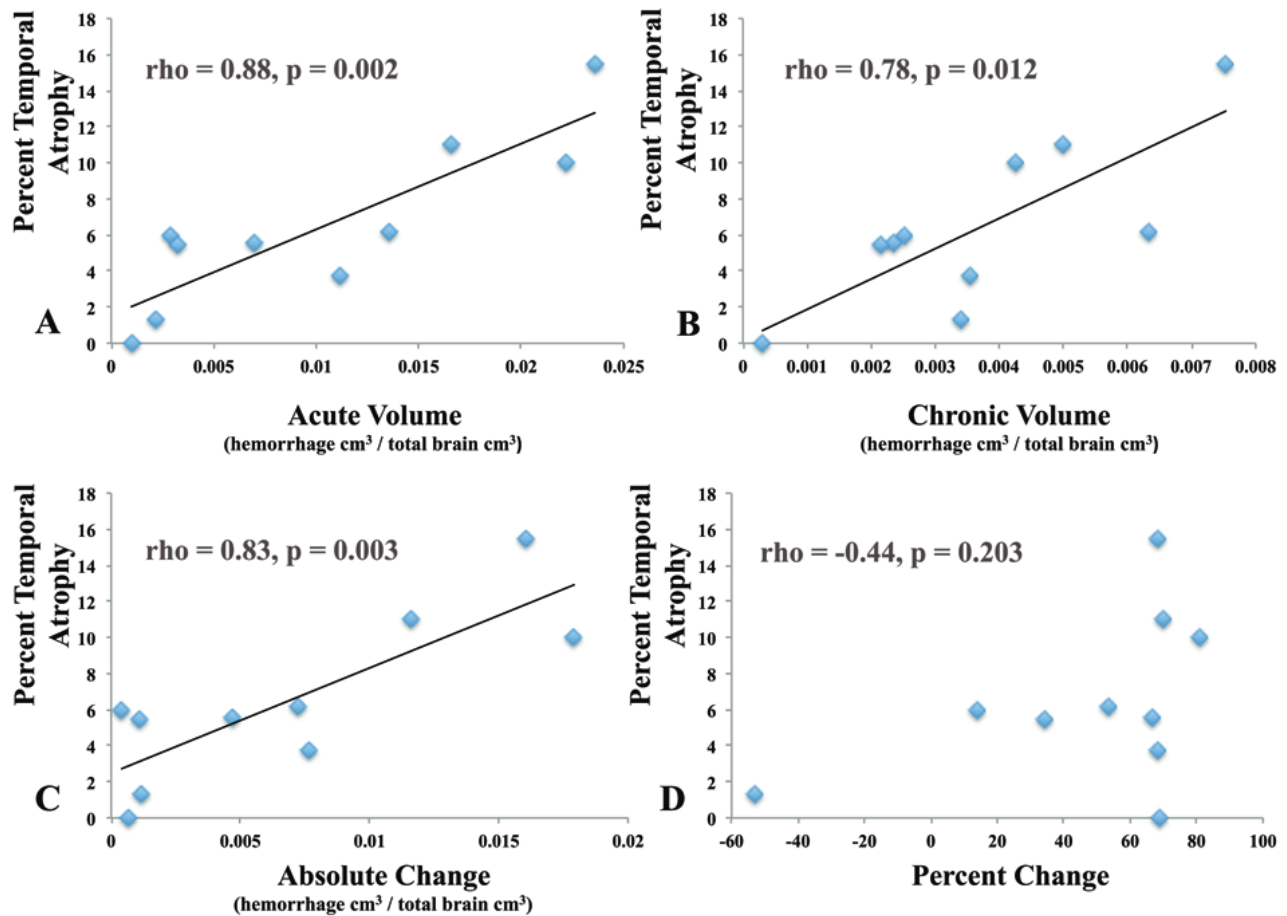 Percent Temporal
Atrophy
18
16
14
12
10
8
6
4
2
0
rho = 0.88, p = 0.002
A
0 0.005 0.01 0.015 0.02 0.025
Acute Volume
(hemorrhage cm³ / total brain cm³)
Percent Temporal
Atrophy
18
16
14
12
10
8
6
4
2
0
rho = 0.78, p = 0.012
B
0 0.001 0.002 0.003 0.004 0.005 0.006 0.007 0.008
Chronic Volume
(hemorrhage cm³ / total brain cm³)
Percent Temporal
Atrophy
18
16
14
12
10
8
6
4
2
0
rho = 0.83, p = 0.003
C
0 0.005 0.01 0.015 0.02
Absolute Change
(hemorrhage cm³ / total brain cm³)
Percent Temporal
Atrophy
18
16
14
12
10
8
6
4
2
0
rho = -0.44, p = 0.203
D
-60 -40 -20 0 20 40 60 80 100
Percent Change